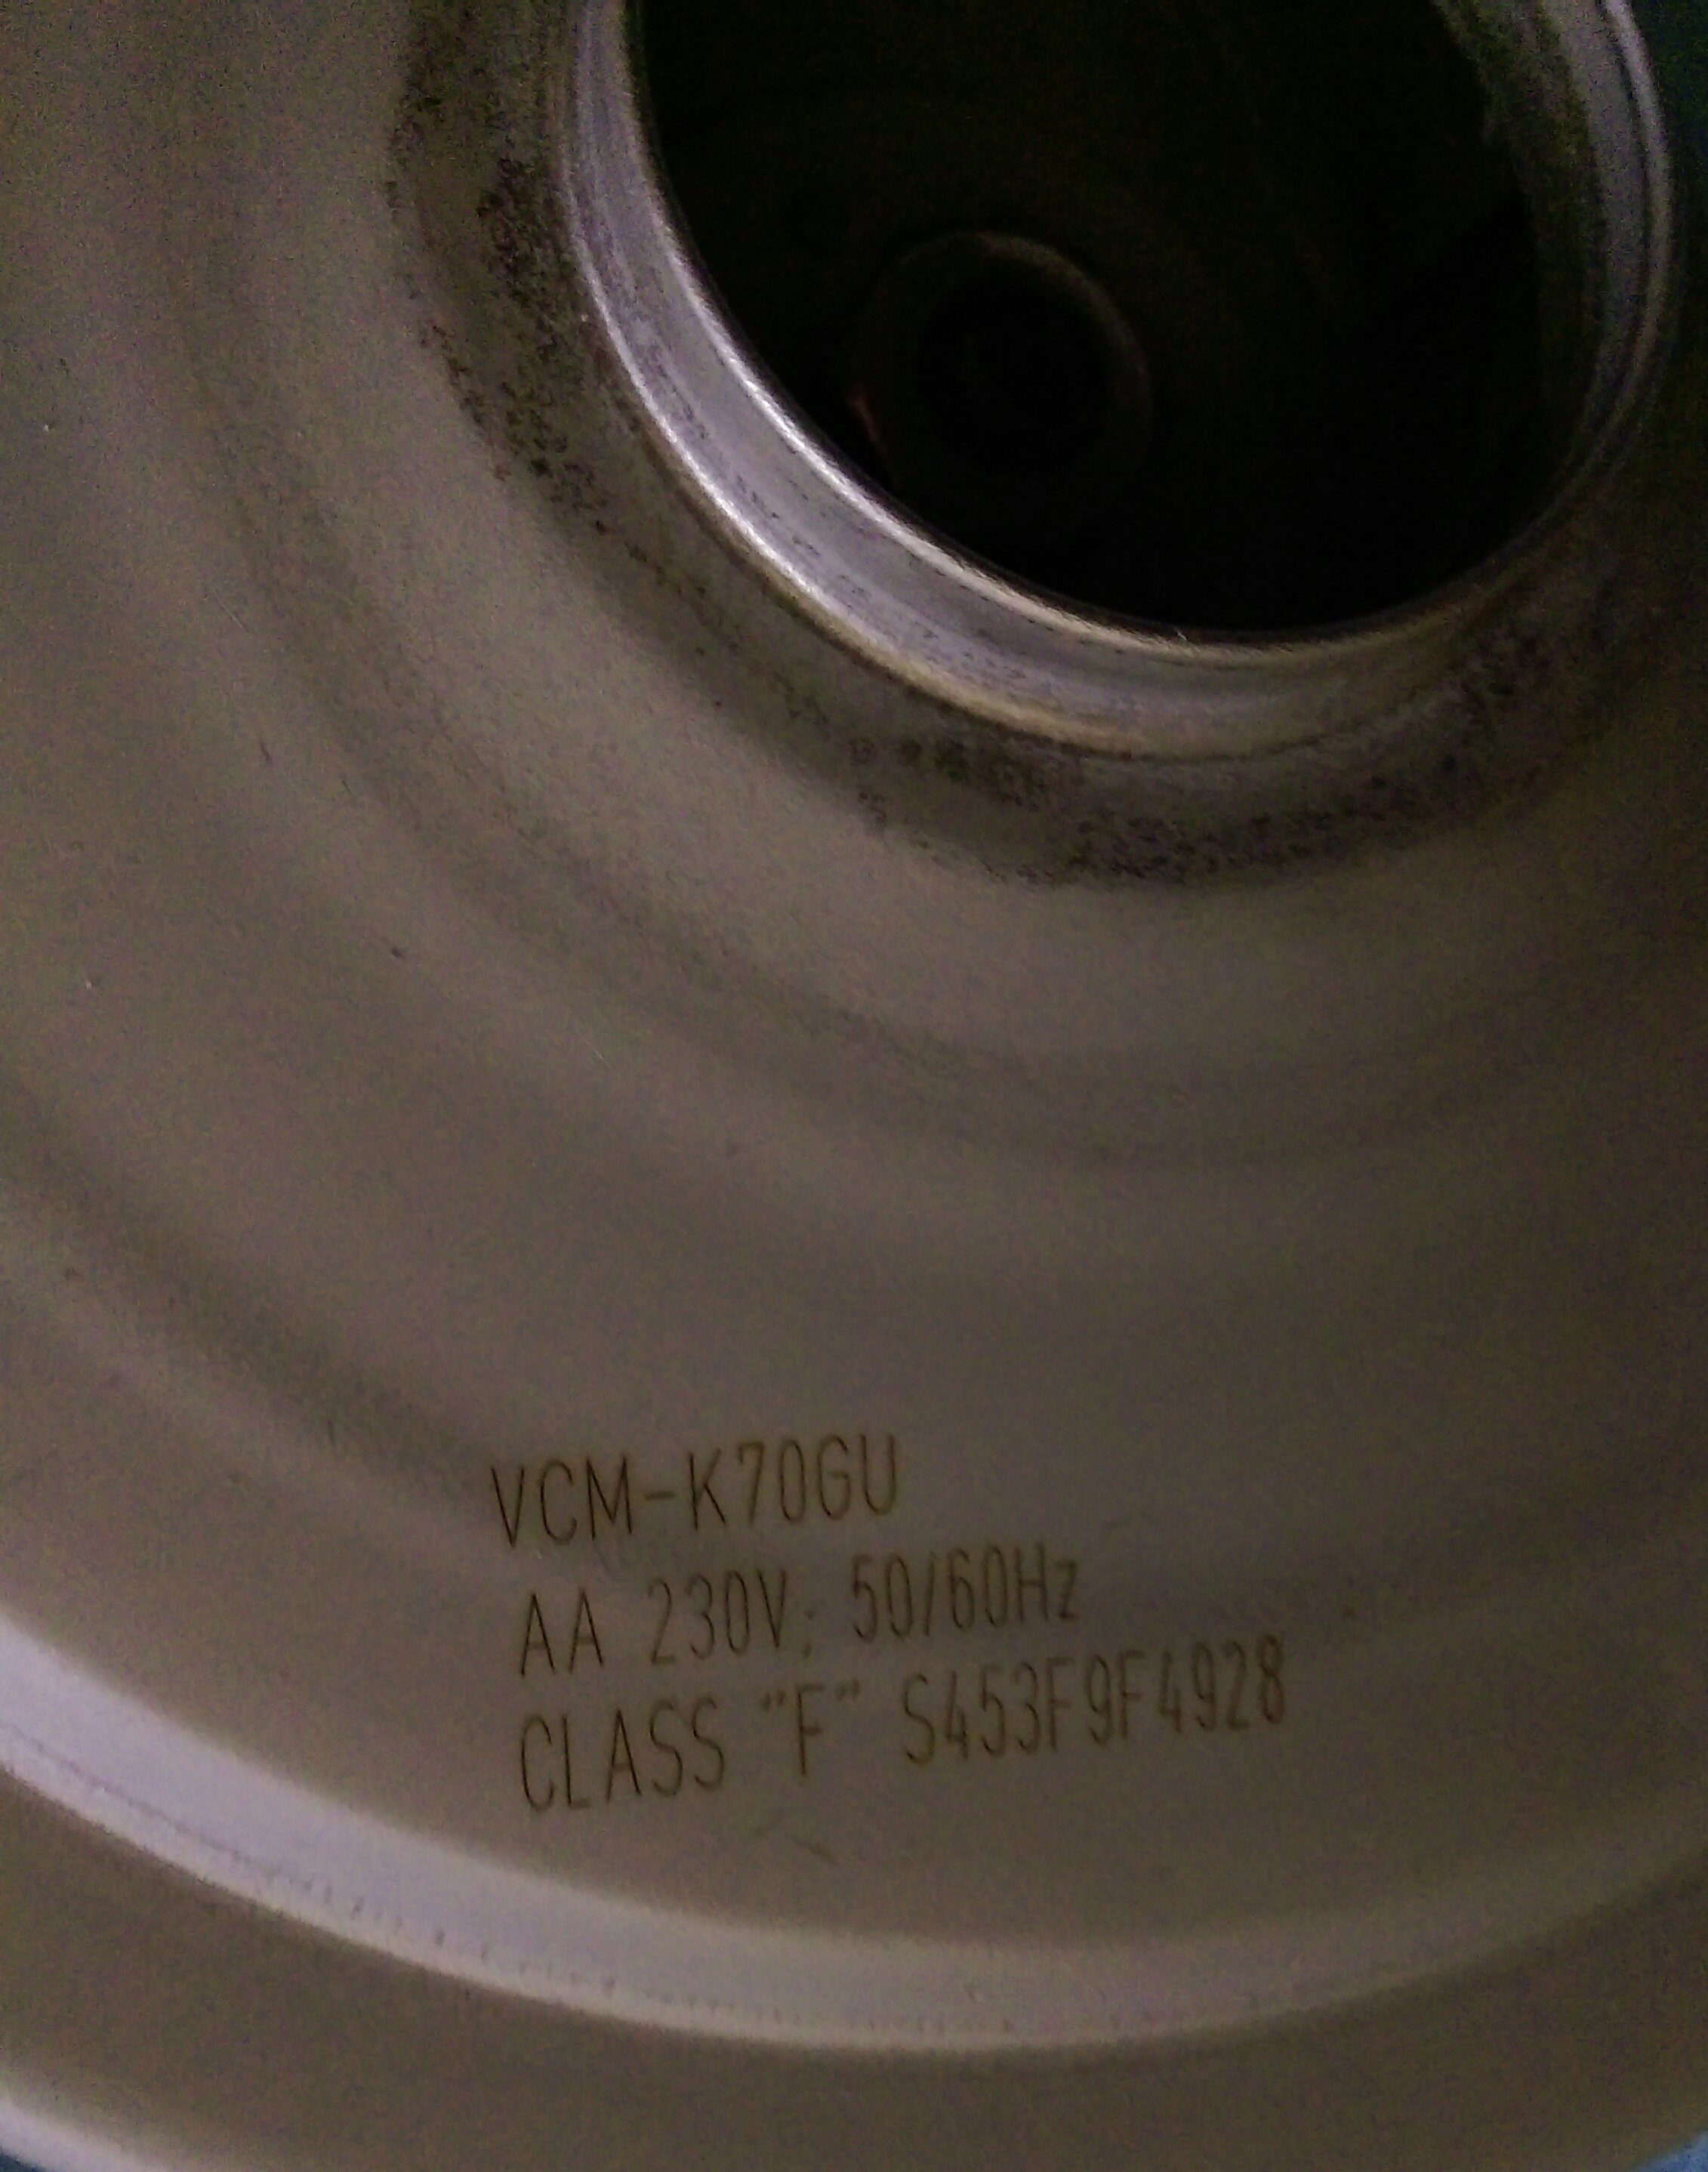 VCM-K70GU
AA 230V; 50/60Hz
CLASS "F" S453F9F4928